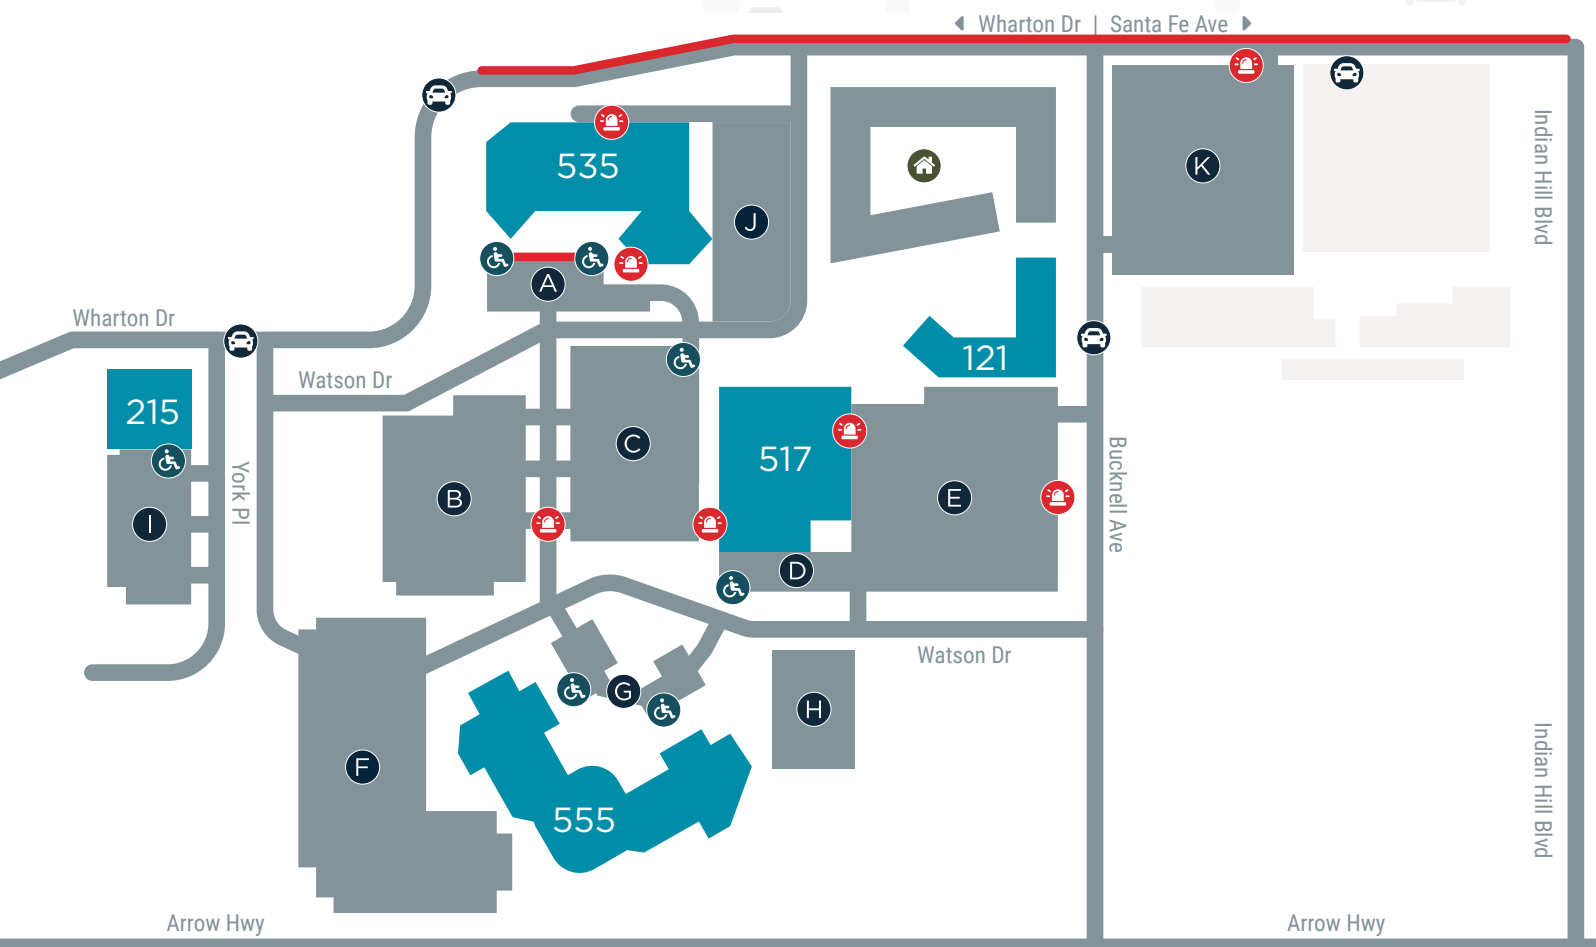 Wharton Dr | Santa Fe Ave
535
K
Indian Hill Blvd
J
A
Wharton Dr
121
Watson Dr
215
C
517
York Pl
B
E
Bucknell Ave
I
D
Watson Dr
G
H
F
555
Indian Hill Blvd
Arrow Hwy
Arrow Hwy